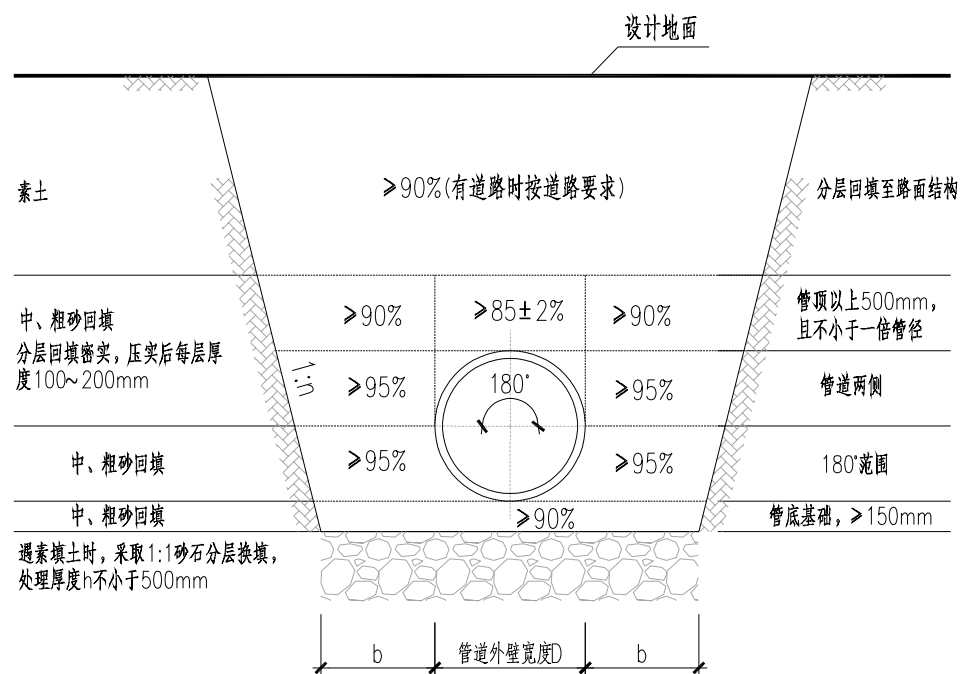 设计地面
素土
≥90%(有道路时按道路要求)
分层回填至路面结构
中、粗砂回填
分层回填密实，压实后每层厚
度100~200mm
≥90%
≥85±2%
≥90%
管顶以上500mm，
且不小于一倍管径
1:n
≥95%
180°
≥95%
管道两侧
中、粗砂回填
≥95%
≥95%
180°范围
中、粗砂回填
≥90%
管底基础，≥150mm
遇素填土时，采取1:1砂石分层换填，
处理厚度h不小于500mm
b
管道外壁宽度D
b